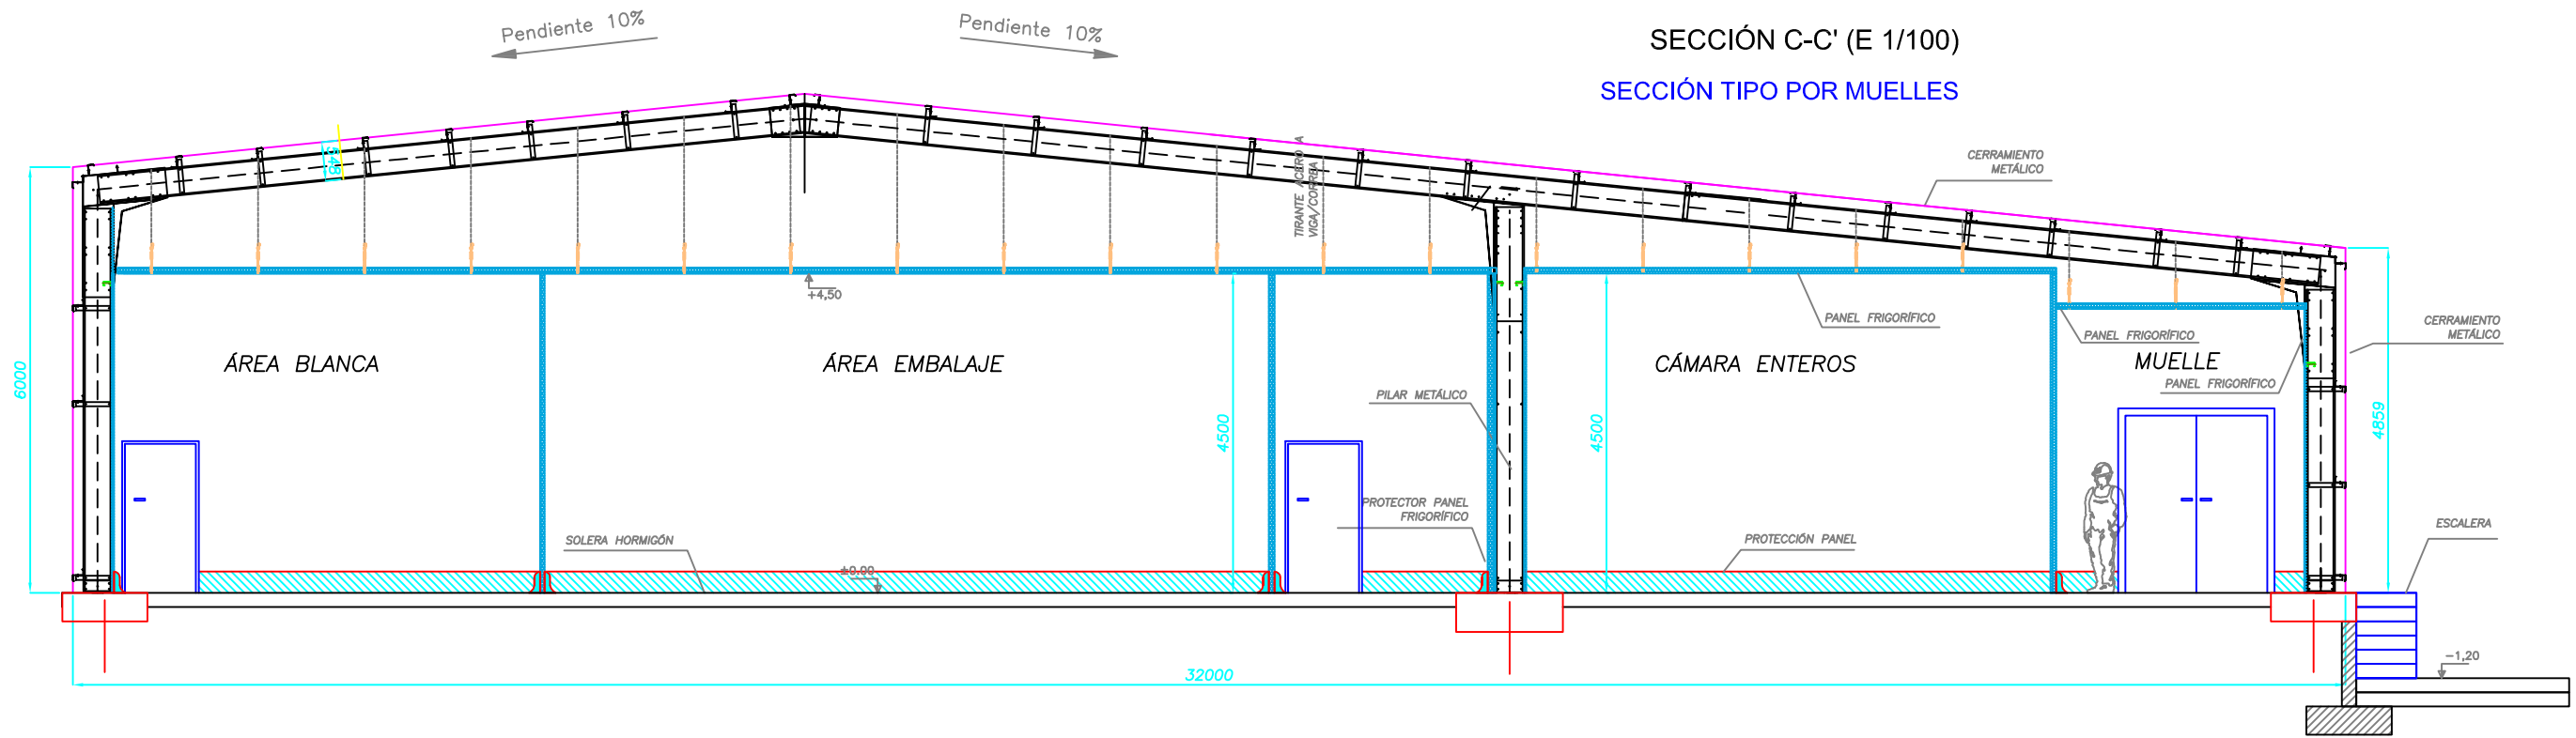 Pendiente 10%
Pendiente 10%
SECCIÓN C-C' (E 1/100)
SECCIÓN TIPO POR MUELLES
548
TIRANTE ACERO A
VIGA/CORREA
CERRAMIENTO
METÁLICO
+4,50
PANEL FRIGORÍFICO
PANEL FRIGORÍFICO
CERRAMIENTO
METÁLICO
ÁREA BLANCA
ÁREA EMBALAJE
CÁMARA ENTEROS
MUELLE
PANEL FRIGORÍFICO
6000
PILAR METÁLICO
4500
4500
4859
PROTECTOR PANEL
FRIGORÍFICO
ESCALERA
SOLERA HORMIGÓN
PROTECCIÓN PANEL
±0,00
-1,20
32000